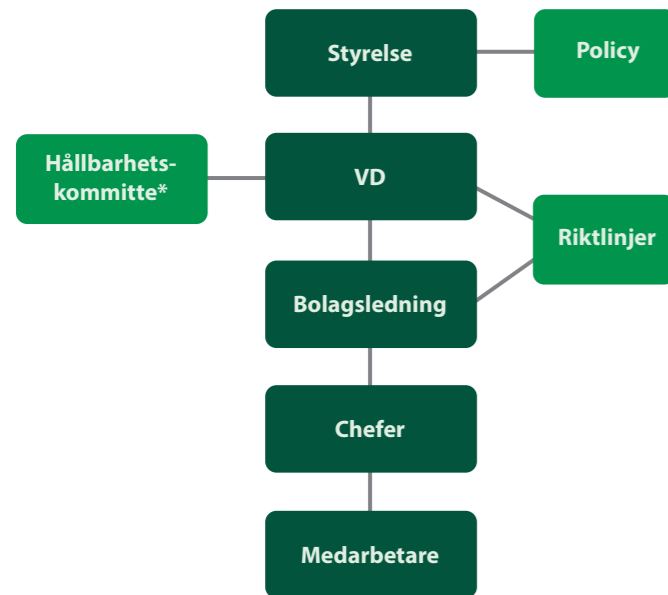 Styrelse
Policy
Hållbarhets-
kommitte*
VD
Riktlinjer
Bolagsledning
Chefer
Medarbetare